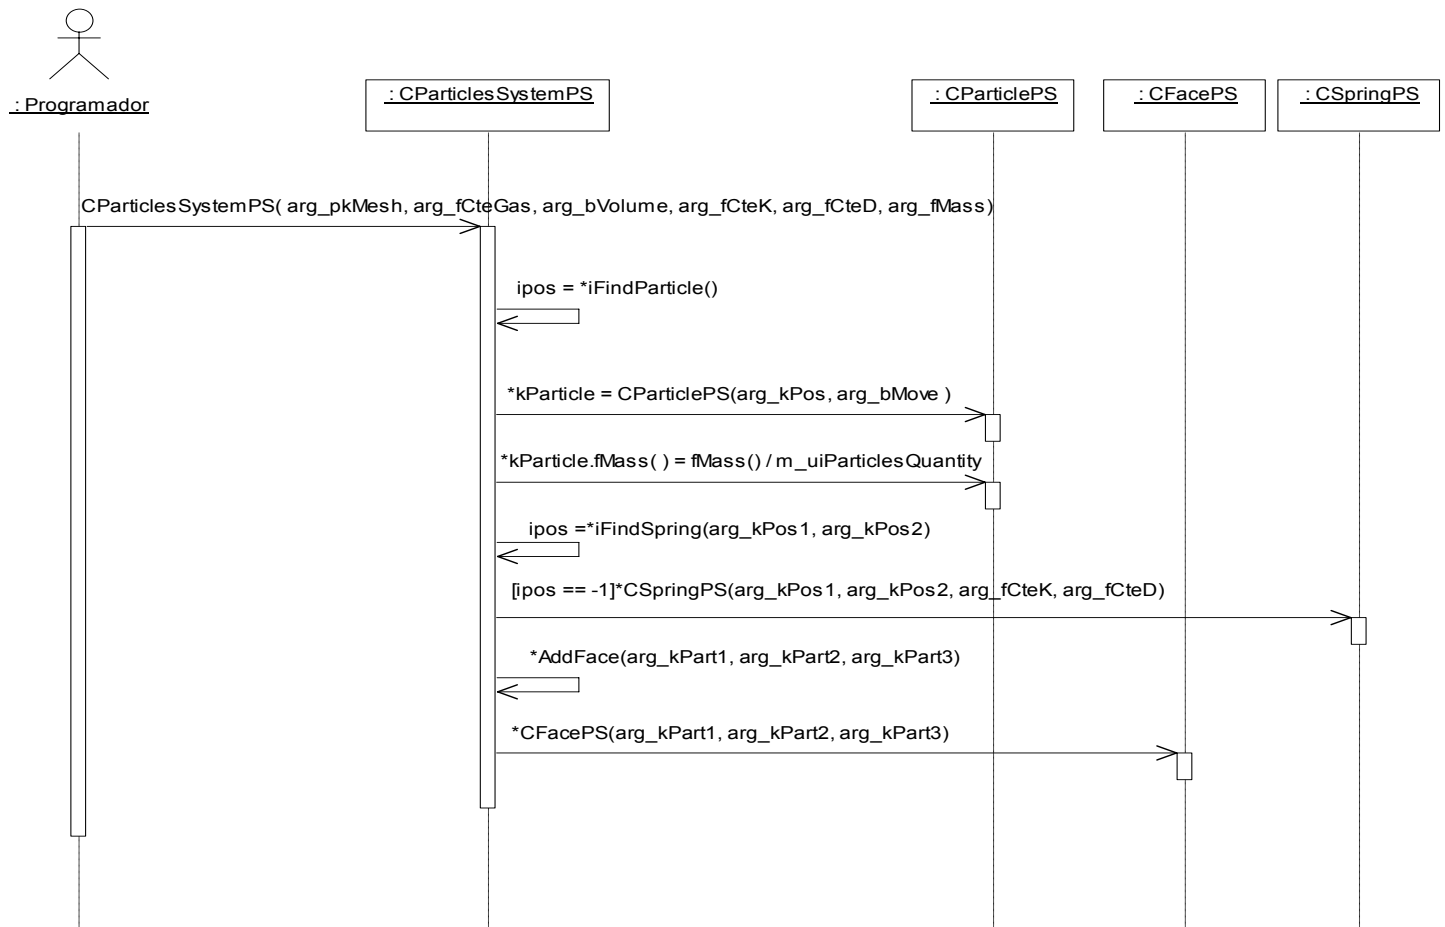 : Programador
: CParticlesSystemPS
: CParticlePS
: CFacePS
: CSpringPS
CParticlesSystemPS( arg_pkMesh, arg_fCteGas, arg_bVolume, arg_fCteK, arg_fCteD, arg_fMass)
ipos = *iFindParticle()
*kParticle = CParticlePS(arg_kPos, arg_bMove )
*kParticle.fMass( ) = fMass() / m_uiParticlesQuantity
ipos =*iFindSpring(arg_kPos1, arg_kPos2)
[ipos == -1]*CSpringPS(arg_kPos1, arg_kPos2, arg_fCteK, arg_fCteD)
*AddFace(arg_kPart1, arg_kPart2, arg_kPart3)
*CFacePS(arg_kPart1, arg_kPart2, arg_kPart3)